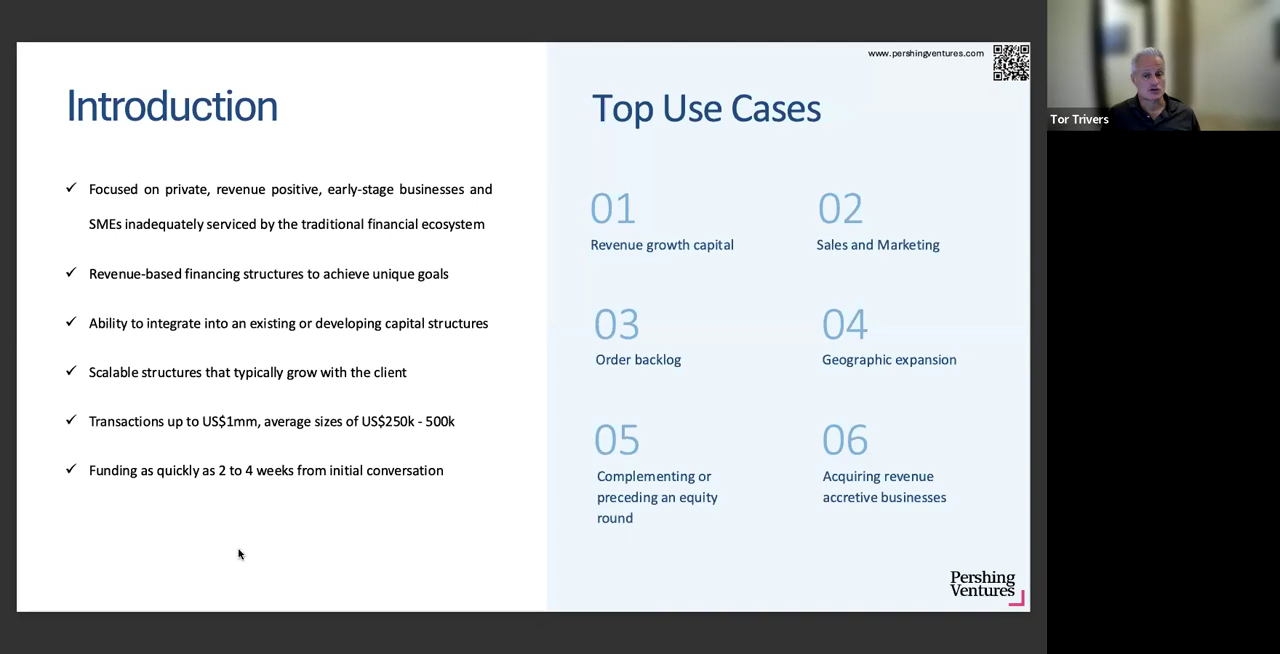 www.pershingventures.com
Introduction
Focused on private, revenue positive, early-stage businesses and
SMEs inadequately serviced by the traditional financial ecosystem
Revenue-based financing structures to achieve unique goals
Ability to integrate into an existing or developing capital structures
Scalable structures that typically grow with the client
Transactions up to US$1mm, average sizes of US$250k - 500k
Funding as quickly as 2 to 4 weeks from initial conversation
Top Use Cases
01
Revenue growth capital
02
Sales and Marketing
03
Order backlog
04
Geographic expansion
05
Complementing or
preceding an equity
round
06
Acquiring revenue
accretive businesses
Pershing
Ventures
Tor Trivers